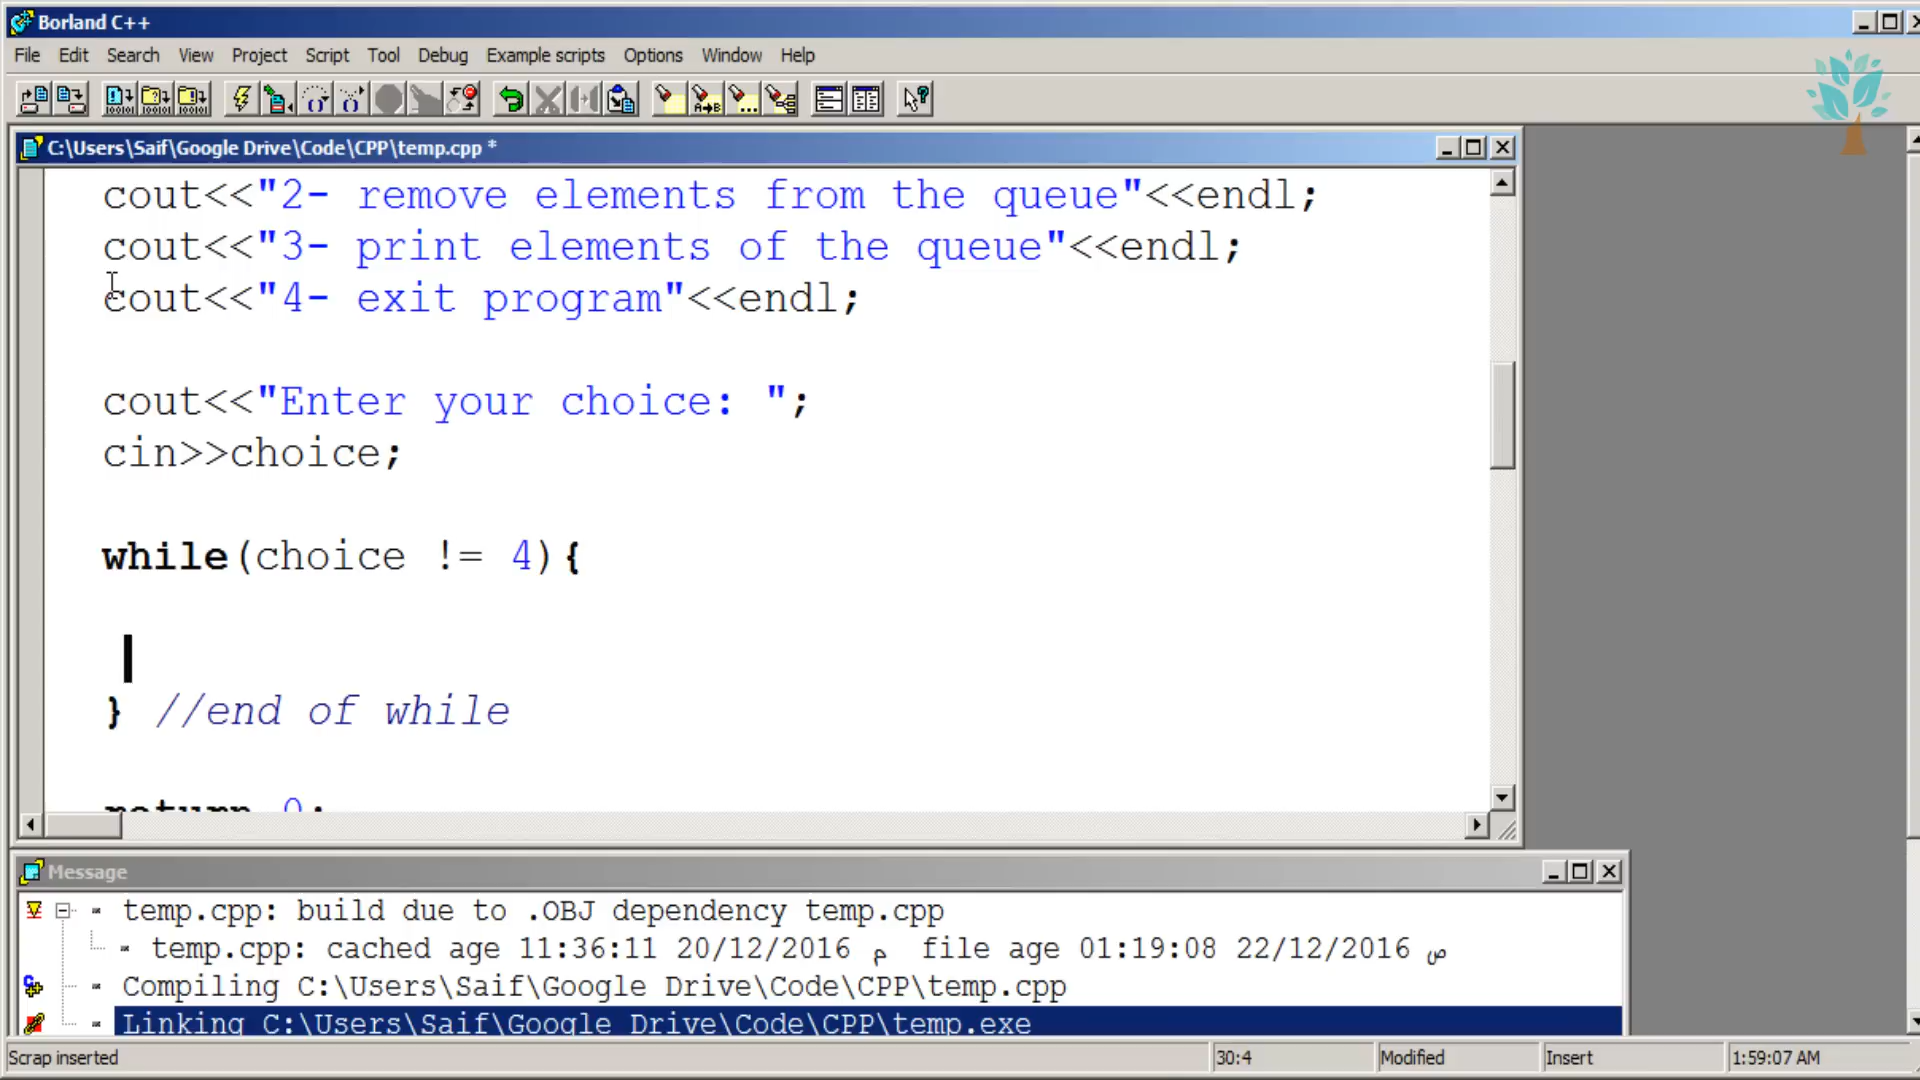 Borland C++
File Edit Search View Project Script Tool Debug Example scripts Options Window Help
C:\Users\Saif\Google Drive\Code\CPP\temp.cpp *
cout<<"2- remove elements from the queue"<<endl;
cout<<"3- print elements of the queue"<<endl;
cout<<"4- exit program"<<endl;
cout<<"Enter your choice: ";
cin>>choice;
while(choice != 4){
} //end of while
return 0;
Message
temp.cpp: build due to .OBJ dependency temp.cpp
temp.cpp: cached age 11:36:11 20/12/2016 م file age 01:19:08 22/12/2016 ص
Compiling C:\Users\Saif\Google Drive\Code\CPP\temp.cpp
Linking C:\Users\Saif\Google Drive\Code\CPP\temp.exe
Scrap inserted 30:4 Modified Insert 1:59:07 AM